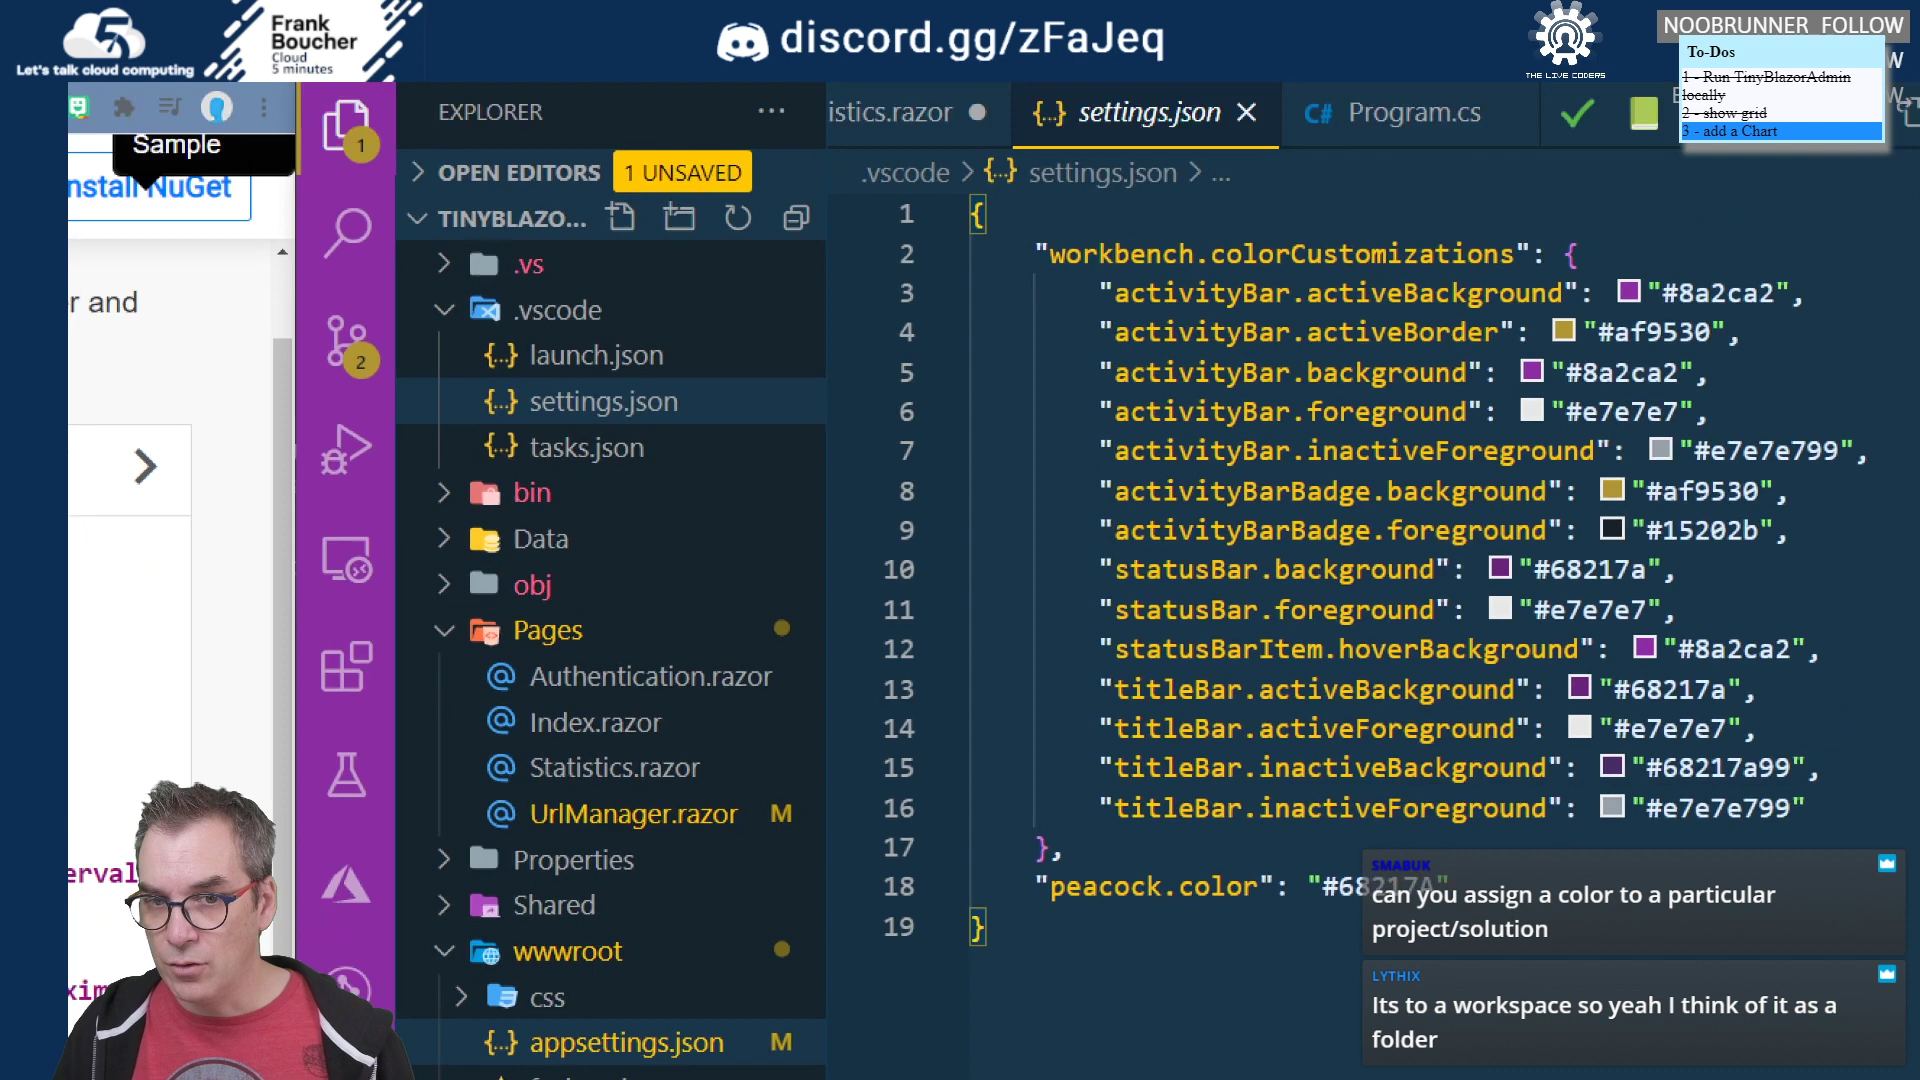 5
Let's talk cloud computing
Frank
Boucher
Cloud
5 minutes
discord.gg/zFaJeq
THE LIVE CODERS
NOOBRUNNER FOLLOW
To-Dos
1 - Run TinyBlazorAdmin
locally
2 - show grid
3 - add a Chart
Sample
nstall NuGet
r and
erval
xim
1
2
EXPLORER
OPEN EDITORS
1 UNSAVED
TINYBLAZO...
.vs
.vscode
launch.json
settings.json
tasks.json
bin
Data
obj
Pages
Authentication.razor
Index.razor
Statistics.razor
UrlManager.razor M
Properties
Shared
wwwroot
css
appsettings.json M
istics.razor
{..} settings.json
C# Program.cs
.vscode > {..} settings.json > ...
1 {
2 "workbench.colorCustomizations": {
3 "activityBar.activeBackground": "#8a2ca2",
4 "activityBar.activeBorder": "#af9530",
5 "activityBar.background": "#8a2ca2",
6 "activityBar.foreground": "#e7e7e7",
7 "activityBar.inactiveForeground": "#e7e7e799",
8 "activityBarBadge.background": "#af9530",
9 "activityBarBadge.foreground": "#15202b",
10 "statusBar.background": "#68217a",
11 "statusBar.foreground": "#e7e7e7",
12 "statusBarItem.hoverBackground": "#8a2ca2",
13 "titleBar.activeBackground": "#68217a",
14 "titleBar.activeForeground": "#e7e7e7",
15 "titleBar.inactiveBackground": "#68217a99",
16 "titleBar.inactiveForeground": "#e7e7e799"
17 },
18 "peacock.color": "#68217A"
19 }
SMABUK
can you assign a color to a particular
project/solution
LYTHIX
Its to a workspace so yeah I think of it as a
folder